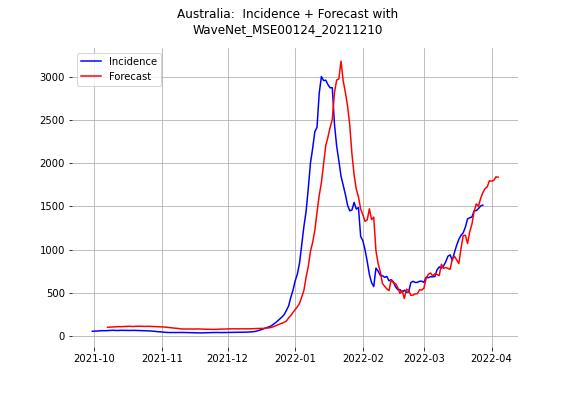 Australia:  Incidence + Forecast with
WaveNet_MSE00124_20211210
Incidence
Forecast
3000
2500
2000
1500
1000
500
0
2021-10 2021-11 2021-12 2022-01 2022-02 2022-03 2022-04